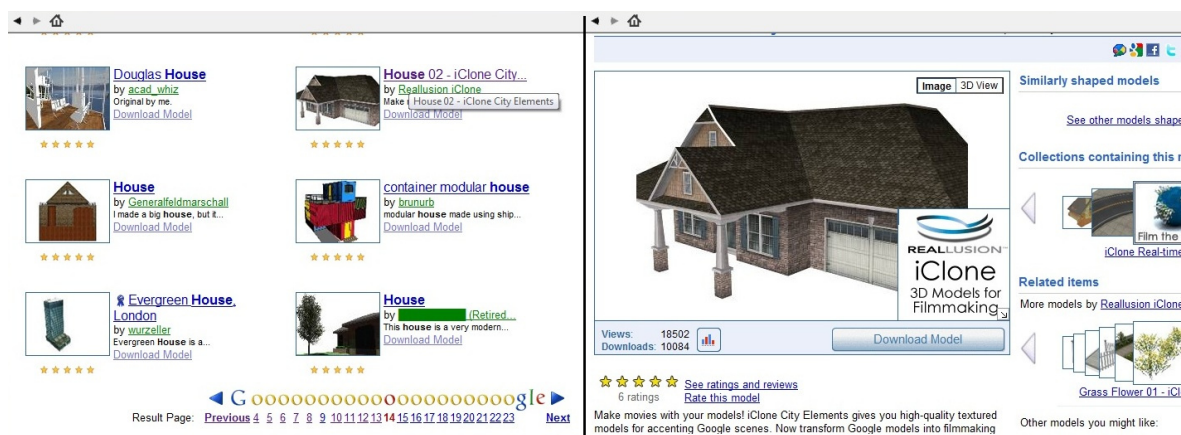 Douglas House
by acad_whiz
Original by me.
Download Model
House 02 - iClone City...
by Reallusion iClone
House 02 - iClone City Elements
Download Model
House
by Generalfeldmarschall
I made a big house, but it...
Download Model
container modular house
by brunurb
modular house made using ship...
Download Model
Evergreen House,
London
by wurzeller
Evergreen House is a...
Download Model
House
by (Retired...
This house is a very modern...
Download Model
Goooooooooooooooooooogle
Result Page: Previous 4 5 6 7 8 9 10 11 12 13 14 15 16 17 18 19 20 21 22 23 Next
Image 3D View
REALLUSION
iClone
3D Models for
Filmmaking
Views: 18502
Downloads: 10084
Download Model
6 ratings
See ratings and reviews
Rate this model
Make movies with your models! iClone City Elements gives you high-quality textured
models for accenting Google scenes. Now transform Google models into filmmaking
Similarly shaped models
See other models shape
Collections containing this
Film the
iClone Real-time
Related items
More models by Reallusion iClone
Grass Flower 01 - iCl
Other models you might like: